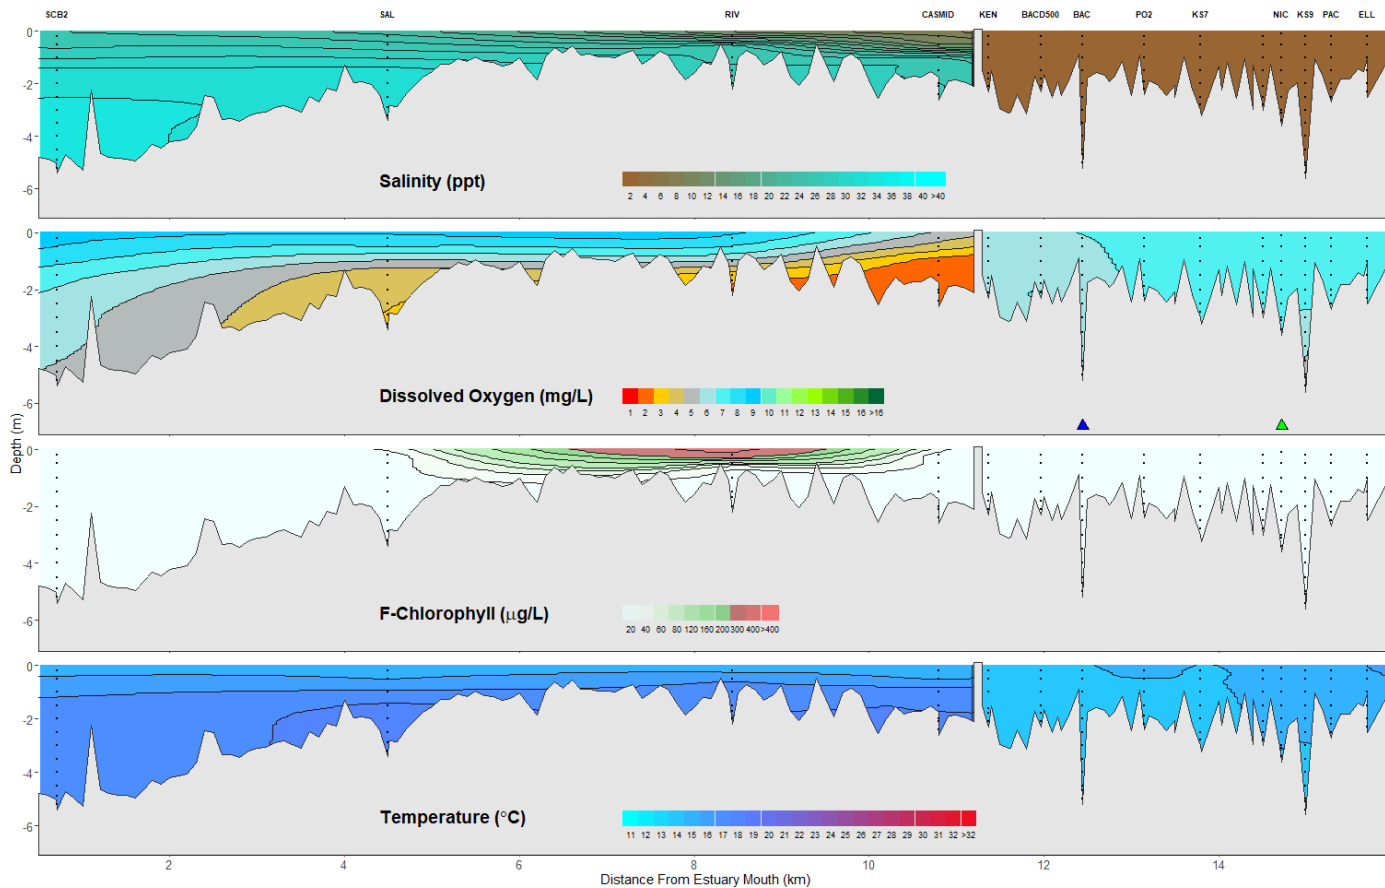 SCB2 SAL RIV CASMID KEN BACD500 BAC PO2 KS7 NIC KS9 PAC ELL
0
-2
-4
-6
Salinity (ppt)
2 4 6 8 10 12 14 16 18 20 22 24 26 28 30 32 34 36 38 40 >40
0
-2
-4
-6
Dissolved Oxygen (mg/L)
1 2 3 4 5 6 7 8 9 10 11 12 13 14 15 16 >16
Depth (m)
0
-2
-4
-6
F-Chlorophyll (μg/L)
20 40 60 80 120 160 200 300 400 >400
0
-2
-4
-6
Temperature (°C)
11 12 13 14 15 16 17 18 19 20 21 22 23 24 25 26 27 28 29 30 31 32 >32
2 4 6 8 10 12 14
Distance From Estuary Mouth (km)